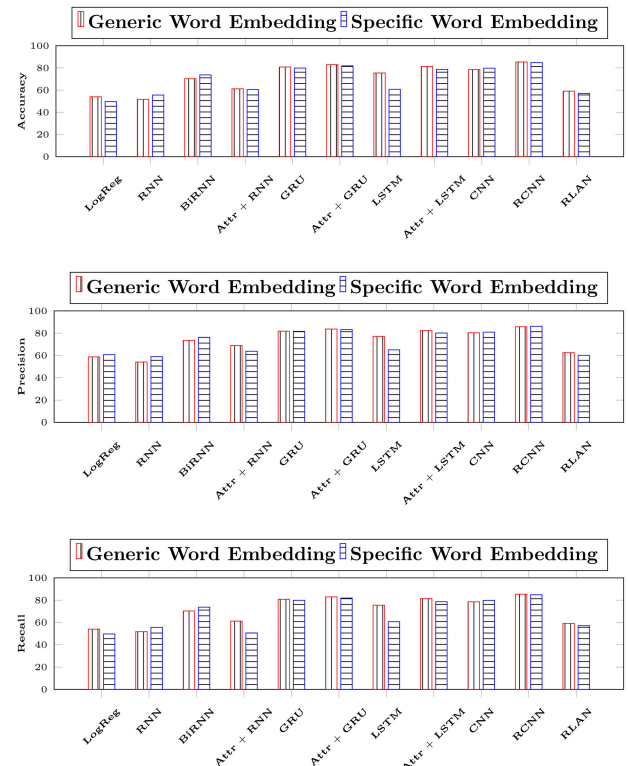 Generic Word Embedding Specific Word Embedding
100
80
60
40
20
0
Accuracy
LogReg
RNN
BiRNN
Attr + RNN
GRU
Attr + GRU
LSTM
Attr + LSTM
CNN
RCNN
RLAN
Generic Word Embedding Specific Word Embedding
100
80
60
40
20
0
Precision
LogReg
RNN
BiRNN
Attr + RNN
GRU
Attr + GRU
LSTM
Attr + LSTM
CNN
RCNN
RLAN
Generic Word Embedding Specific Word Embedding
100
80
60
40
20
0
Recall
LogReg
RNN
BiRNN
Attr + RNN
GRU
Attr + GRU
LSTM
Attr + LSTM
CNN
RCNN
RLAN